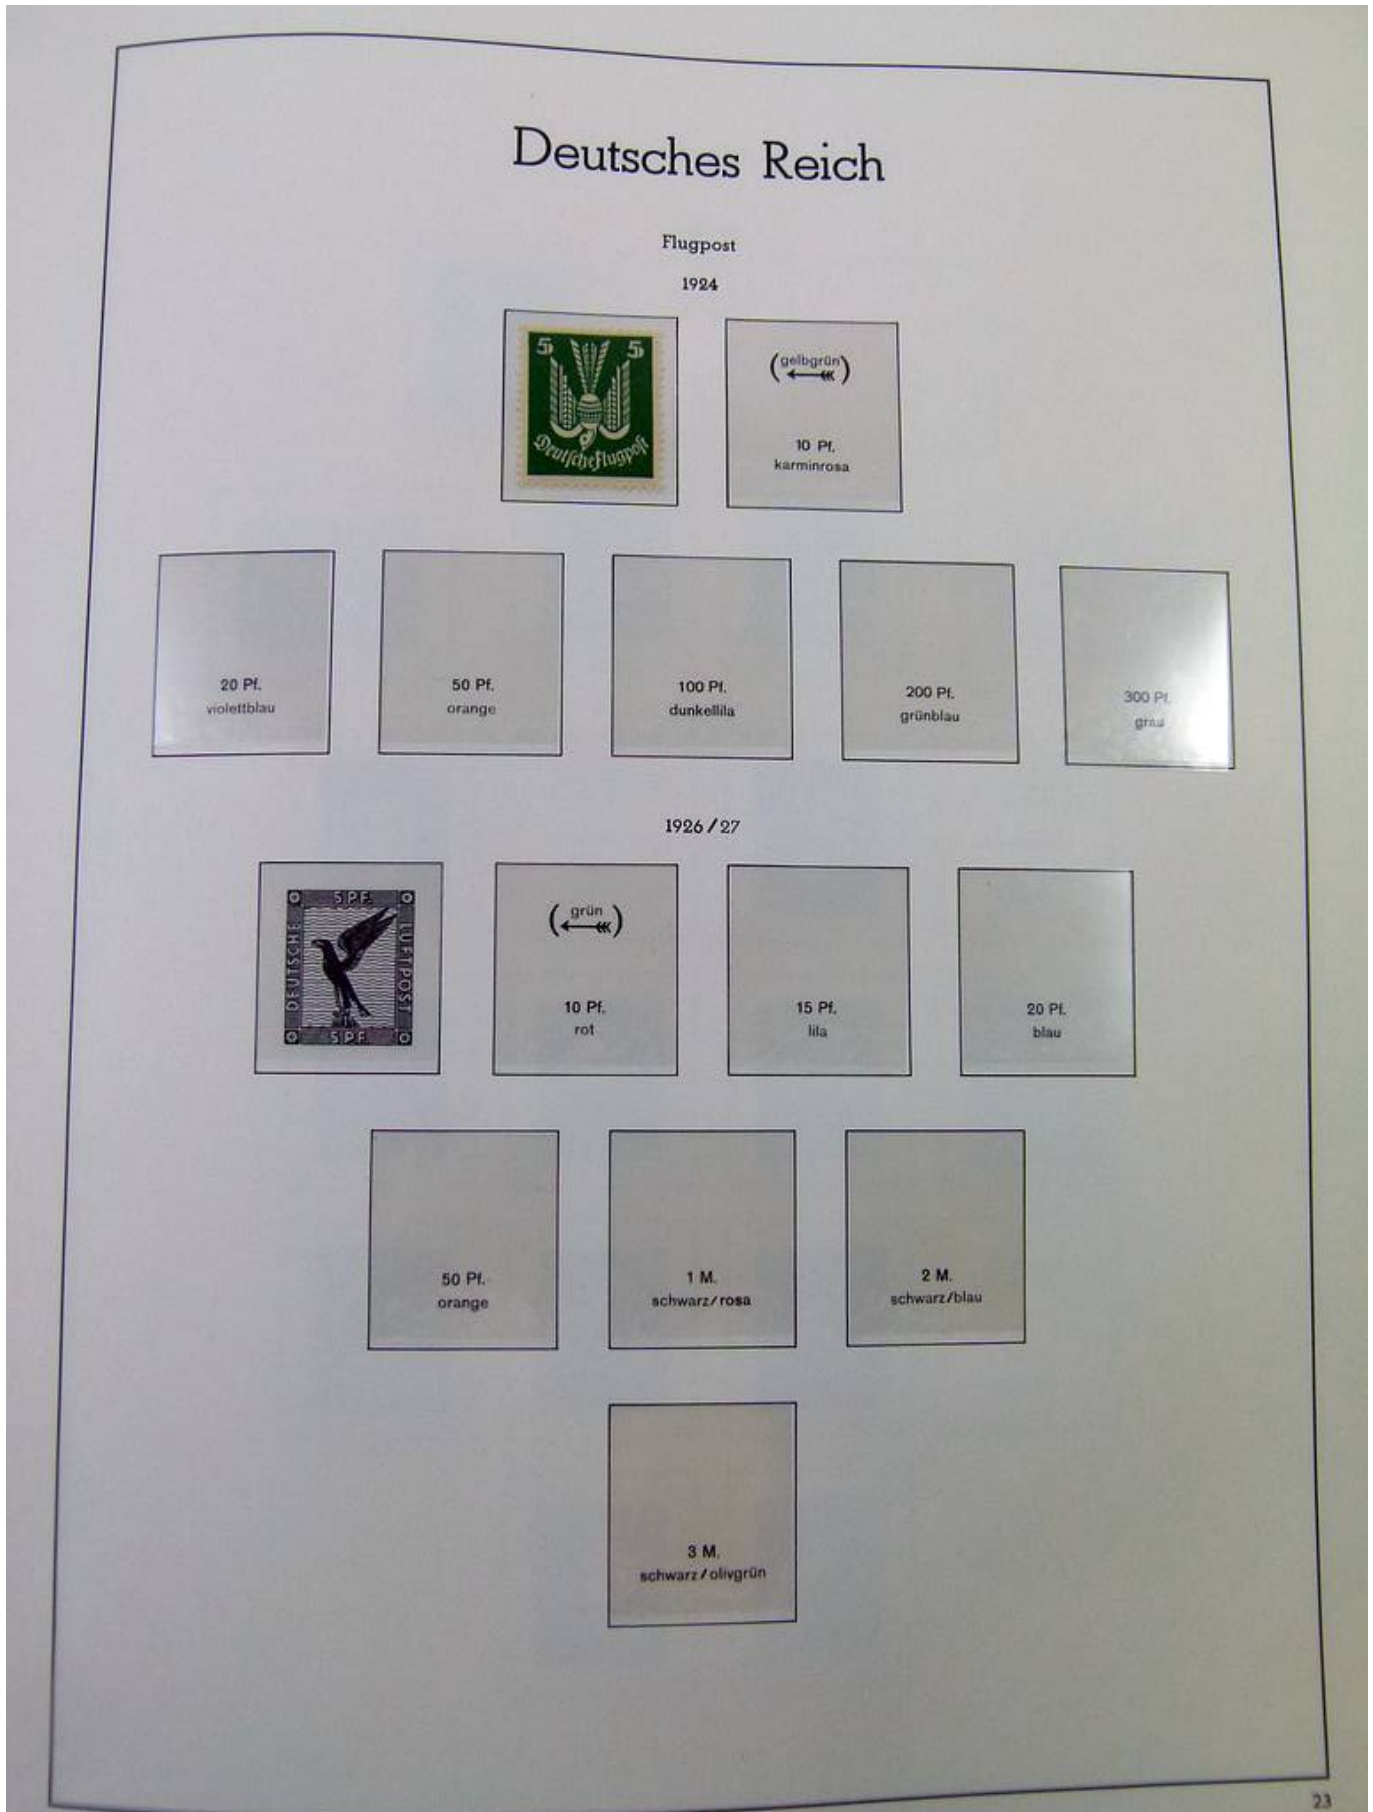 Deutsches Reich
Flugpost
1924
5 5
Deutsche Flugpost
(gelbgrün)
10 Pf.
karminrosa
20 Pf.
violettblau
50 Pf.
orange
100 Pf.
dunkellila
200 Pf.
grünblau
300 Pf.
grau
1926/27
5 PF.
DEUTSCHE
LUFTPOST
5 PF.
(grün)
10 Pf.
rot
15 Pf.
lila
20 Pf.
blau
50 Pf.
orange
1 M.
schwarz/rosa
2 M.
schwarz/blau
3 M.
schwarz/olivgrün
23